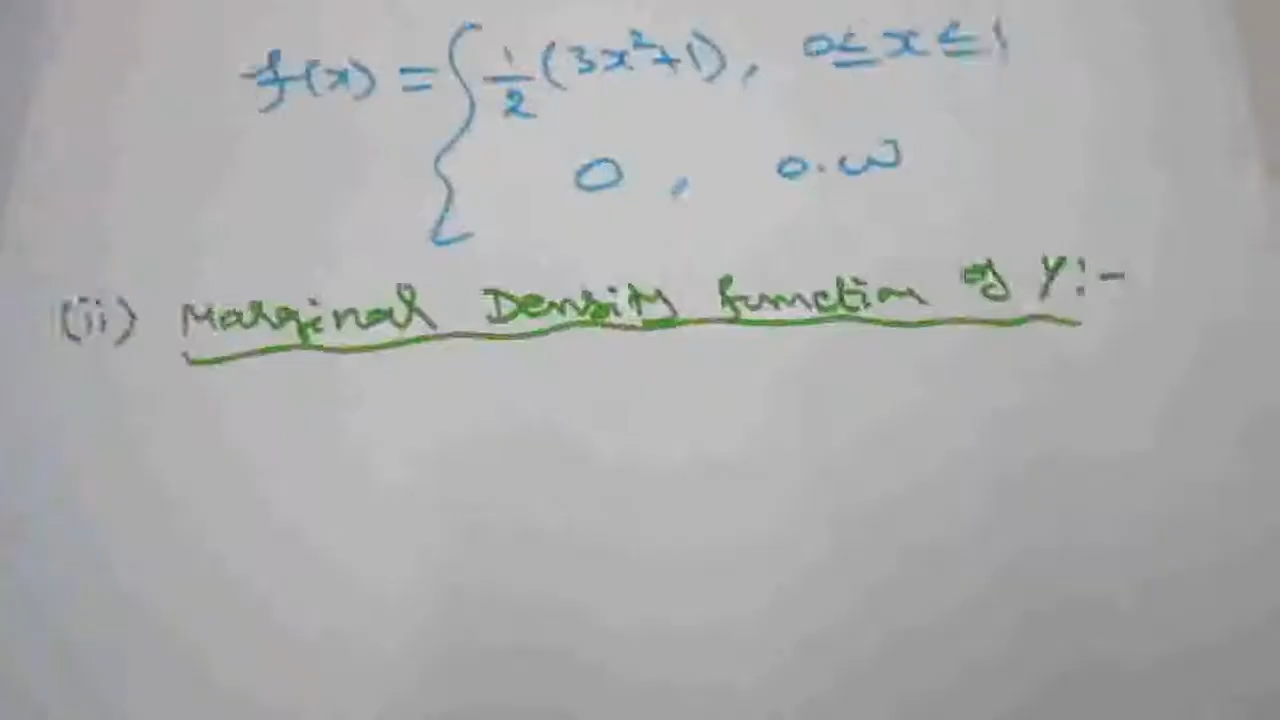 f(x) = { 1/2 (3x²+1), 0 ≤ x ≤ 1
0 , o.w
(ii) Marginal Density function of Y:-